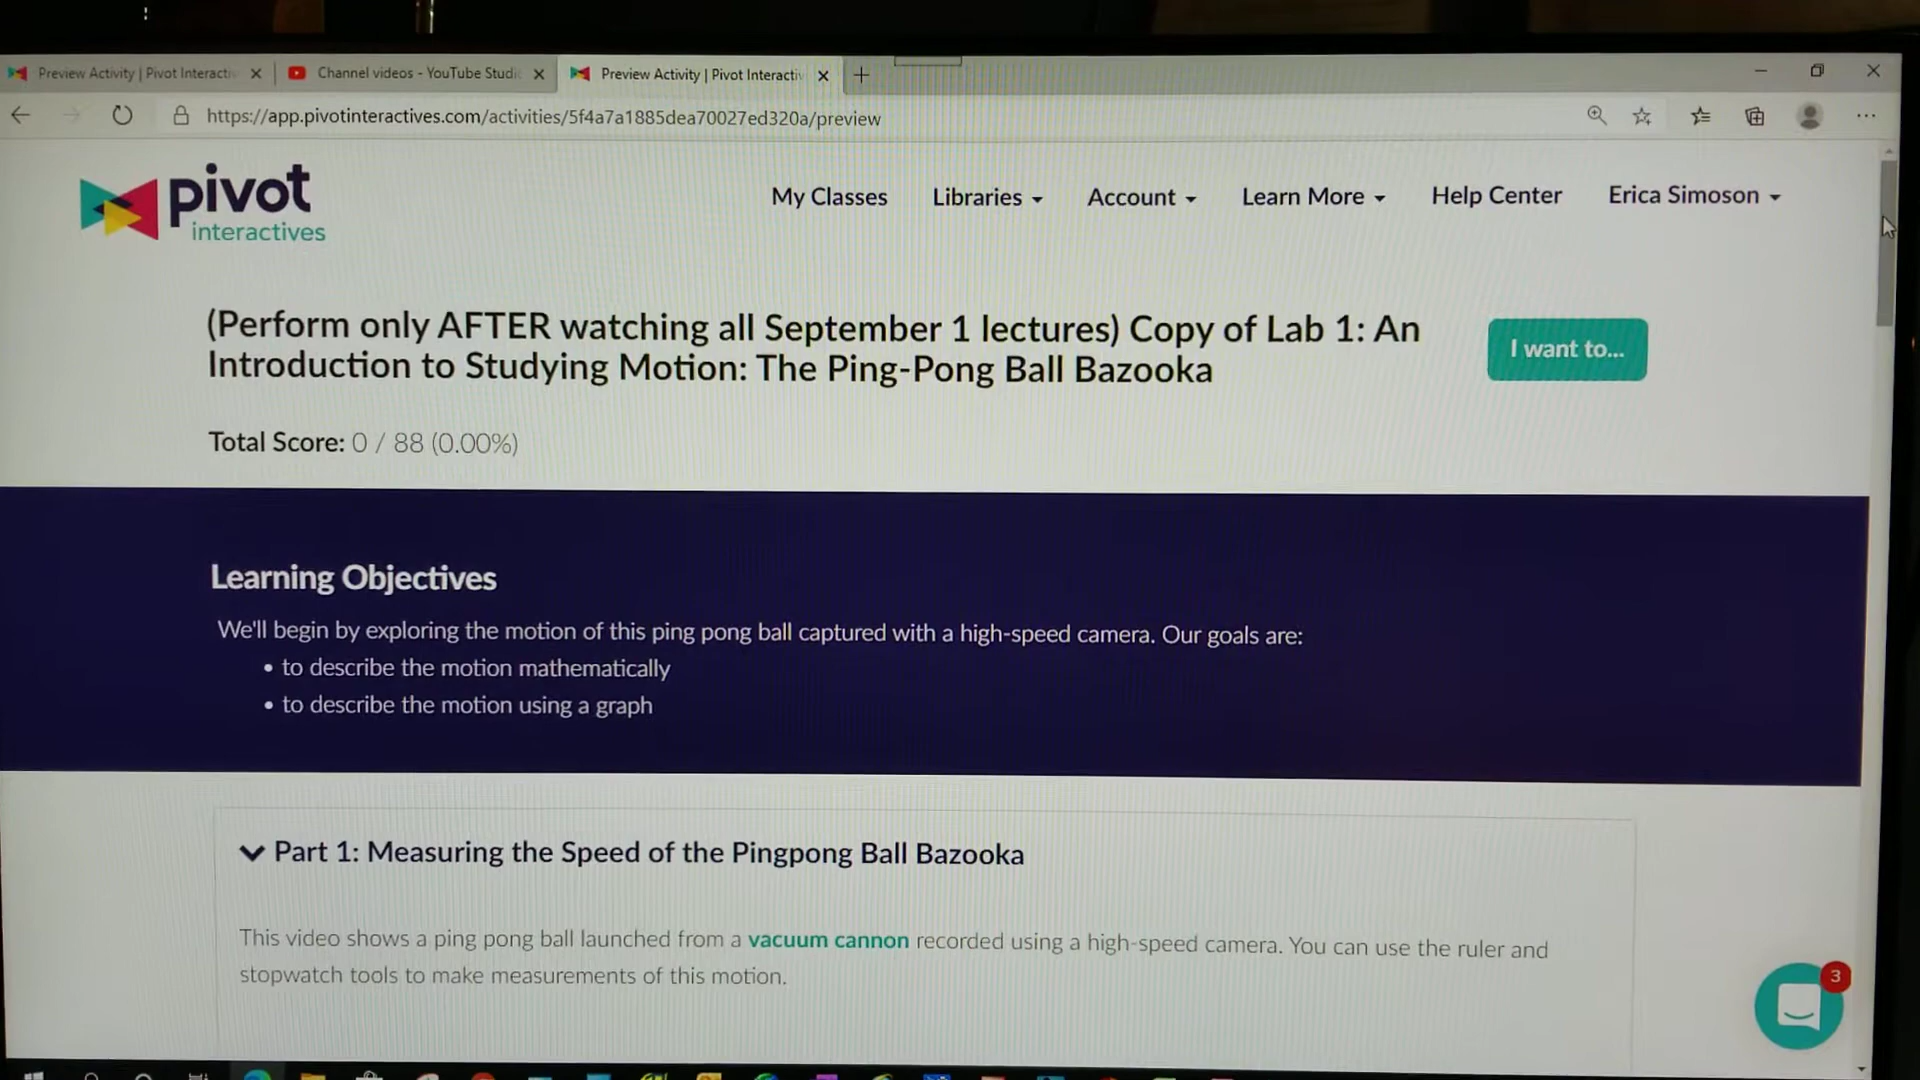 Preview Activity | Pivot Interacti
Channel videos - YouTube Studi
Preview Activity | Pivot Interactiv
https://app.pivotinteractives.com/activities/5f4a7a1885dea70027ed320a/preview
pivot
interactives
My Classes
Libraries
Account
Learn More
Help Center
Erica Simoson
(Perform only AFTER watching all September 1 lectures) Copy of Lab 1: An
Introduction to Studying Motion: The Ping-Pong Ball Bazooka
I want to...
Total Score: 0 / 88 (0.00%)
Learning Objectives
We'll begin by exploring the motion of this ping pong ball captured with a high-speed camera. Our goals are:
• to describe the motion mathematically
• to describe the motion using a graph
Part 1: Measuring the Speed of the Pingpong Ball Bazooka
This video shows a ping pong ball launched from a vacuum cannon recorded using a high-speed camera. You can use the ruler and
stopwatch tools to make measurements of this motion.
3